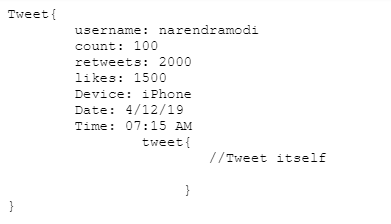 Tweet{
username: narendramodi
count: 100
retweets: 2000
likes: 1500
Device: iPhone
Date: 4/12/19
Time: 07:15 AM
tweet{
//Tweet itself
}
}